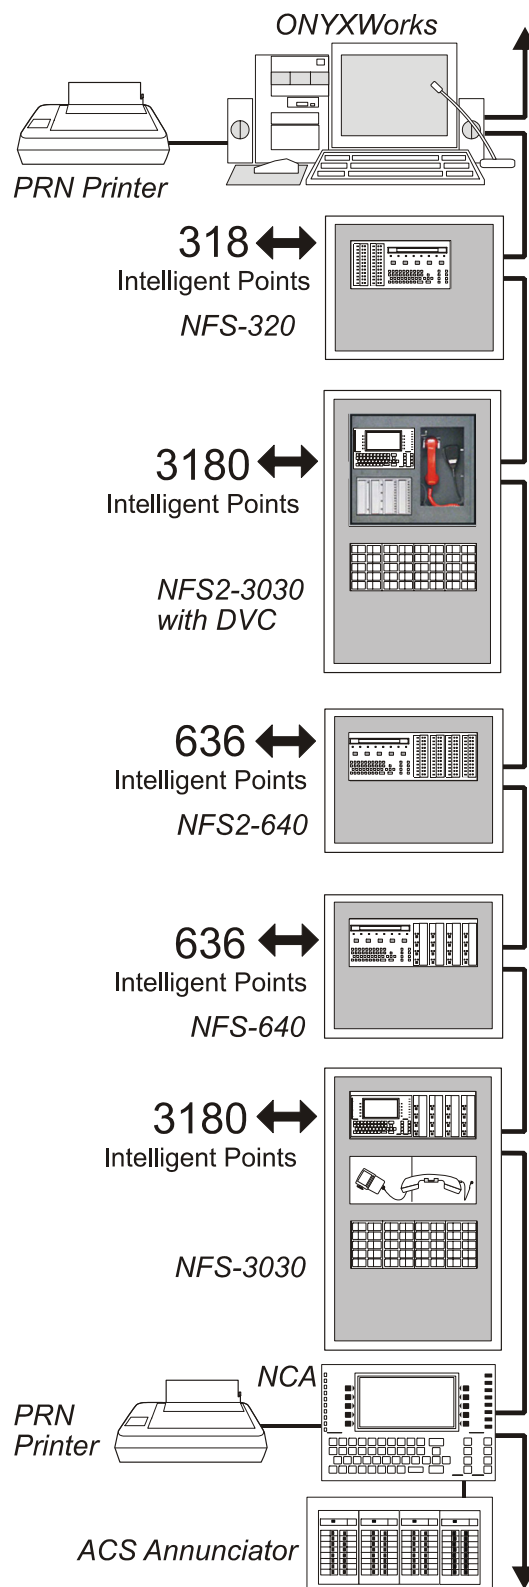 ONYXWorks
PRN Printer
318
Intelligent Points
NFS-320
3180
Intelligent Points
NFS2-3030
with DVC
636
Intelligent Points
NFS2-640
636
Intelligent Points
NFS-640
3180
Intelligent Points
NFS-3030
NCA
PRN
Printer
ACS Annunciator